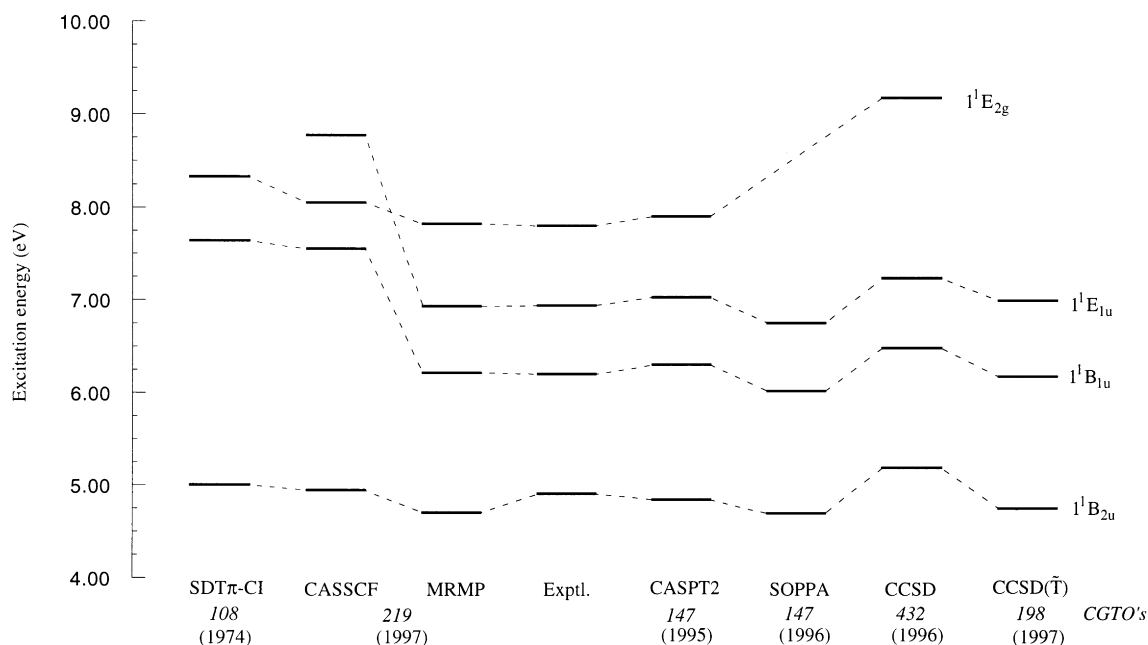 10.00
9.00
8.00
7.00
6.00
5.00
4.00
Excitation energy (eV)
1¹E₂g
1¹E₁u
1¹B₁u
1¹B₂u
SDTπ-CI CASSCF MRMP Exptl. CASPT2 SOPPA CCSD CCSD(T̃)
108 219 147 147 432 198 CGTO's
(1974) (1997) (1995) (1996) (1996) (1997)